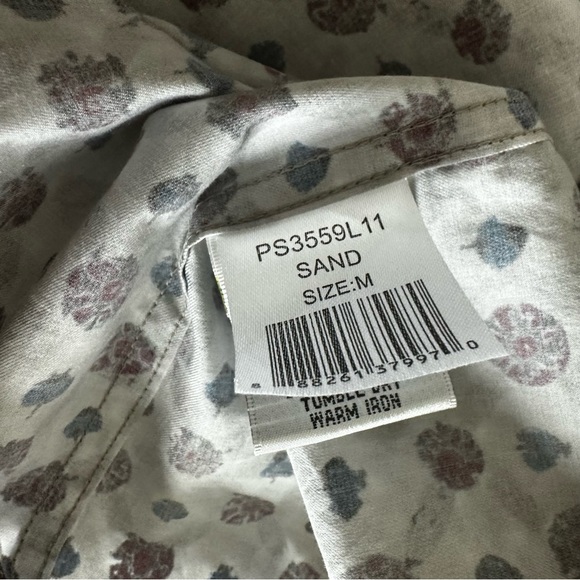 PS3559L11
SAND
SIZE:M
8 88261 37997 0
TUMBLE DRY
WARM IRON